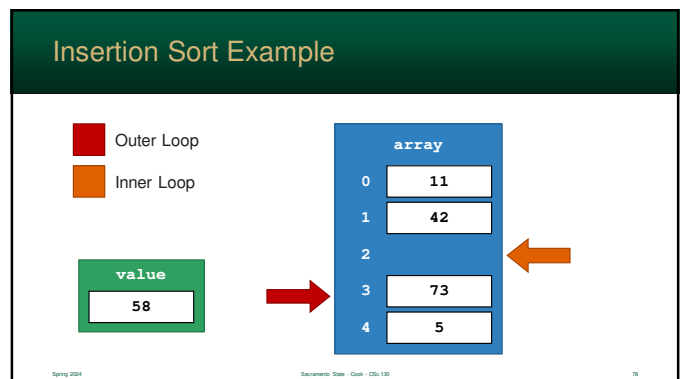 Insertion Sort Example
Outer Loop
Inner Loop
array
0 11
1 42
2
value
58
3 73
4 5
Spring 2024 Sacramento State - Cook - CSc 130 78